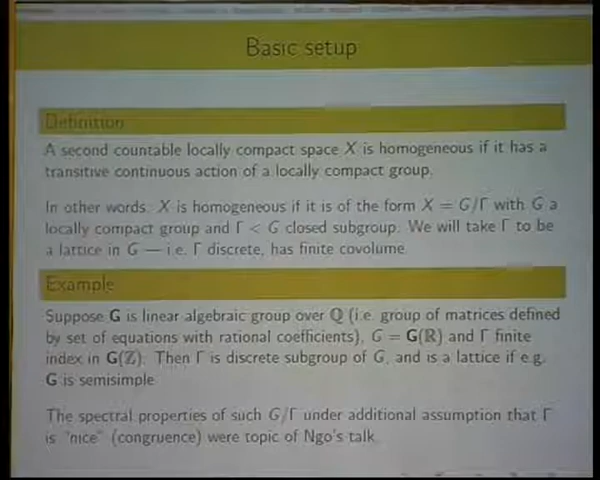 Basic setup
Definition
A second countable locally compact space X is homogeneous if it has a
transitive continuous action of a locally compact group.
In other words: X is homogeneous if it is of the form X = G/Γ with G a
locally compact group and Γ < G closed subgroup. We will take Γ to be
a lattice in G — i.e. Γ discrete, has finite covolume.
Example
Suppose G is linear algebraic group over ℚ (i.e. group of matrices defined
by set of equations with rational coefficients), G = G(ℝ) and Γ finite
index in G(ℤ). Then Γ is discrete subgroup of G, and is a lattice if e.g.
G is semisimple.
The spectral properties of such G/Γ under additional assumption that Γ
is "nice" (congruence) were topic of Ngo's talk.